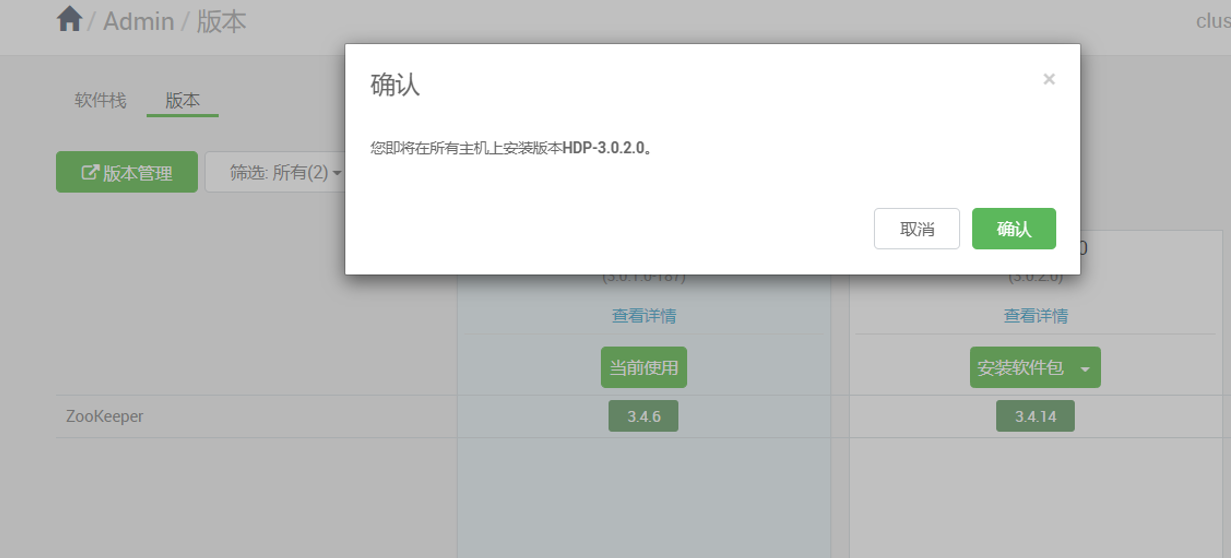 / Admin / 版本
clus
确认
×
软件栈
版本
您即将在所有主机上安装版本HDP-3.0.2.0。
版本管理
筛选: 所有(2)
取消
确认
0
(3.0.1.0-187)
(3.0.2.0)
查看详情
查看详情
当前使用
安装软件包
ZooKeeper
3.4.6
3.4.14